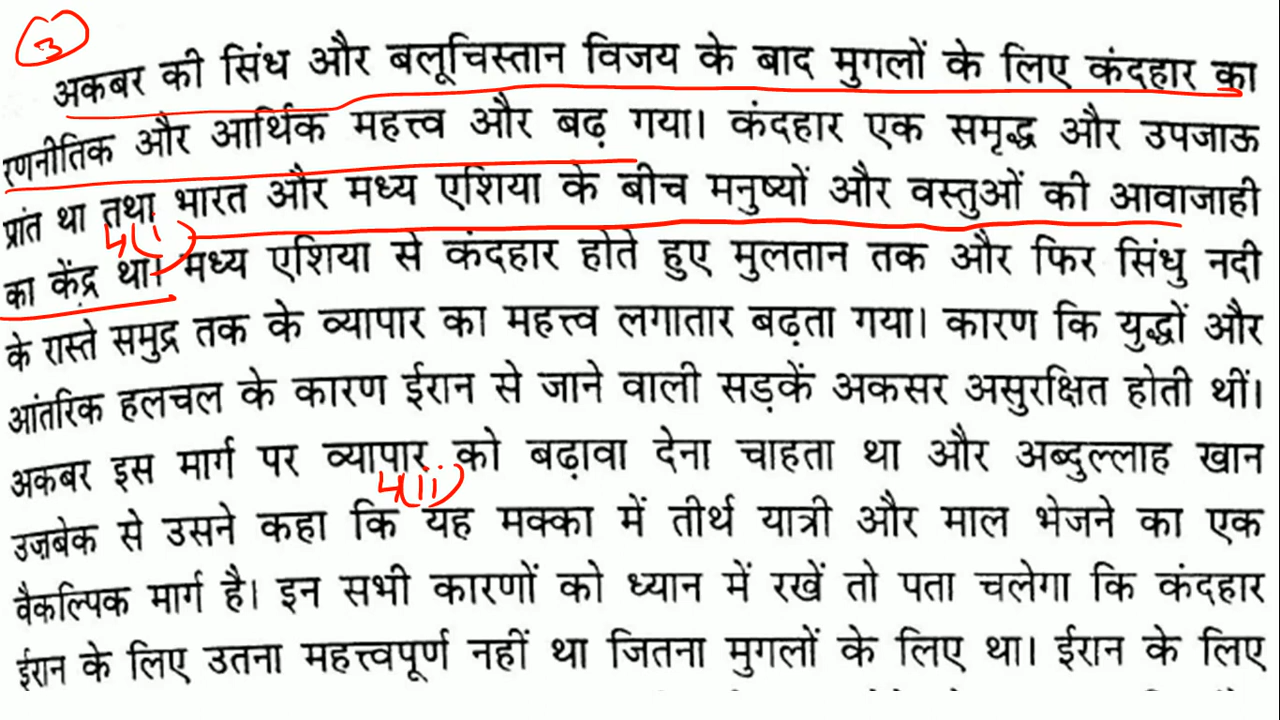 3
अकबर की सिंध और बलूचिस्तान विजय के बाद मुगलों के लिए कंदहार का
रणनीतिक और आर्थिक महत्त्व और बढ़ गया। कंदहार एक समृद्ध और उपजाऊ
प्रांत था तथा भारत और मध्य एशिया के बीच मनुष्यों और वस्तुओं की आवाजाही
4(i)
का केंद्र था। मध्य एशिया से कंदहार होते हुए मुलतान तक और फिर सिंधु नदी
के रास्ते समुद्र तक के व्यापार का महत्त्व लगातार बढ़ता गया। कारण कि युद्धों और
आंतरिक हलचल के कारण ईरान से जाने वाली सड़कें अकसर असुरक्षित होती थीं।
अकबर इस मार्ग पर व्यापार को बढ़ावा देना चाहता था और अब्दुल्लाह खान
4(ii)
उज़बेक से उसने कहा कि यह मक्का में तीर्थ यात्री और माल भेजने का एक
वैकल्पिक मार्ग है। इन सभी कारणों को ध्यान में रखें तो पता चलेगा कि कंदहार
ईरान के लिए उतना महत्त्वपूर्ण नहीं था जितना मुगलों के लिए था। ईरान के लिए